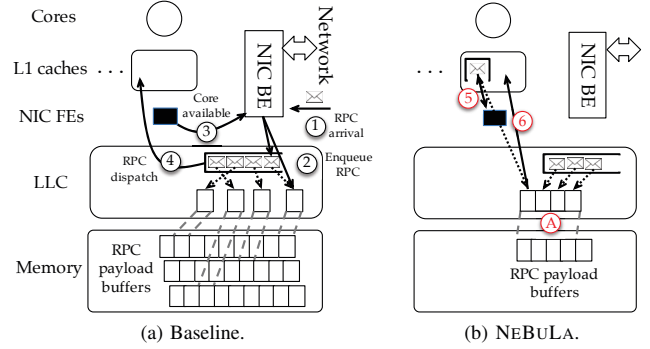 Cores
L1 caches
NIC FEs
LLC
Memory
. . .
NIC BE
Network
Core
available
3
1
RPC
arrival
4
RPC
dispatch
2
Enqueue
RPC
RPC
payload
buffers
(a) Baseline.
. . .
NIC BE
5
6
A
RPC payload
buffers
(b) NEBULA.